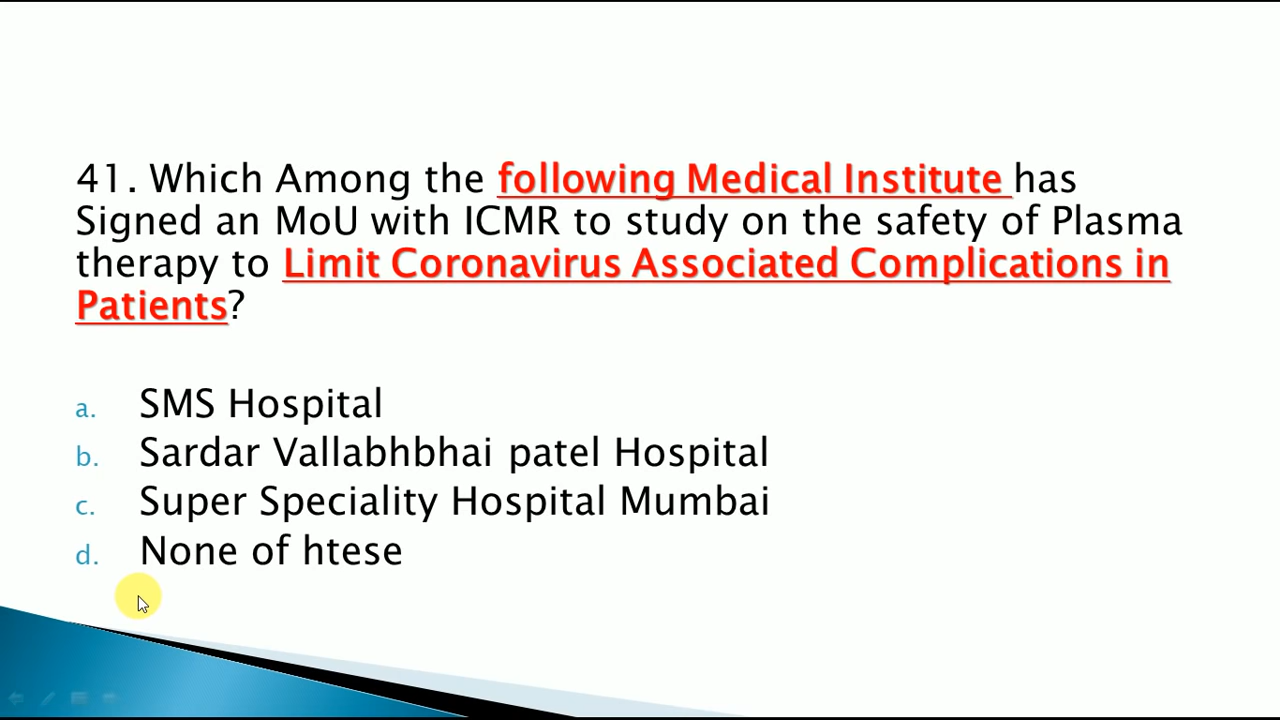 41. Which Among the following Medical Institute has
Signed an MoU with ICMR to study on the safety of Plasma
therapy to Limit Coronavirus Associated Complications in
Patients?
a. SMS Hospital
b. Sardar Vallabhbhai patel Hospital
c. Super Speciality Hospital Mumbai
d. None of htese